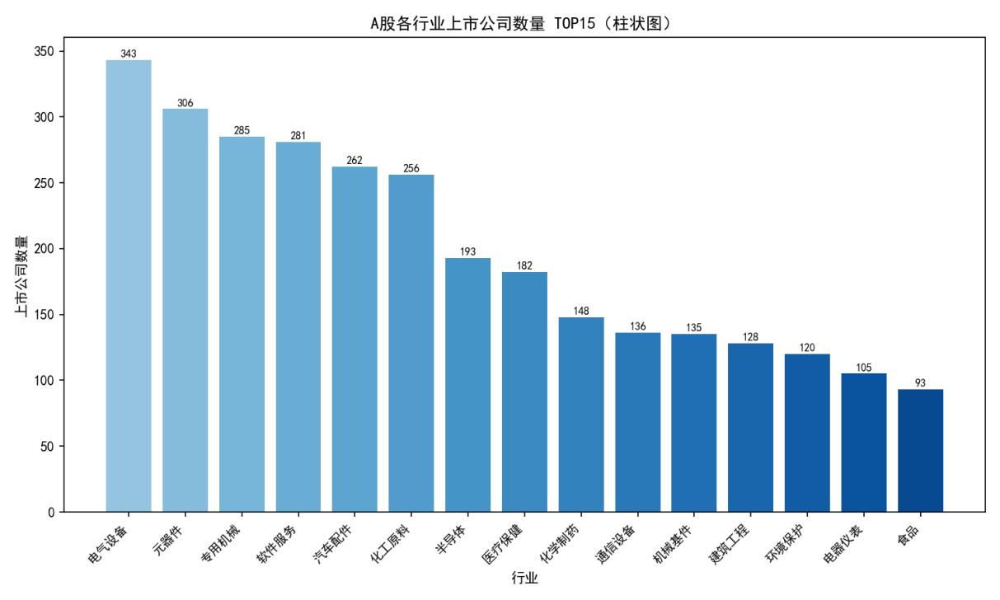 A股各行业上市公司数量 TOP15（柱状图）
上市公司数量
350
300
250
200
150
100
50
0
343
306
285
281
262
256
193
182
148
136
135
128
120
105
93
电气设备
元器件
专用机械
软件服务
汽车配件
化工原料
半导体
医疗保健
化学制药
通信设备
机械基件
建筑工程
环境保护
电器仪表
食品
行业